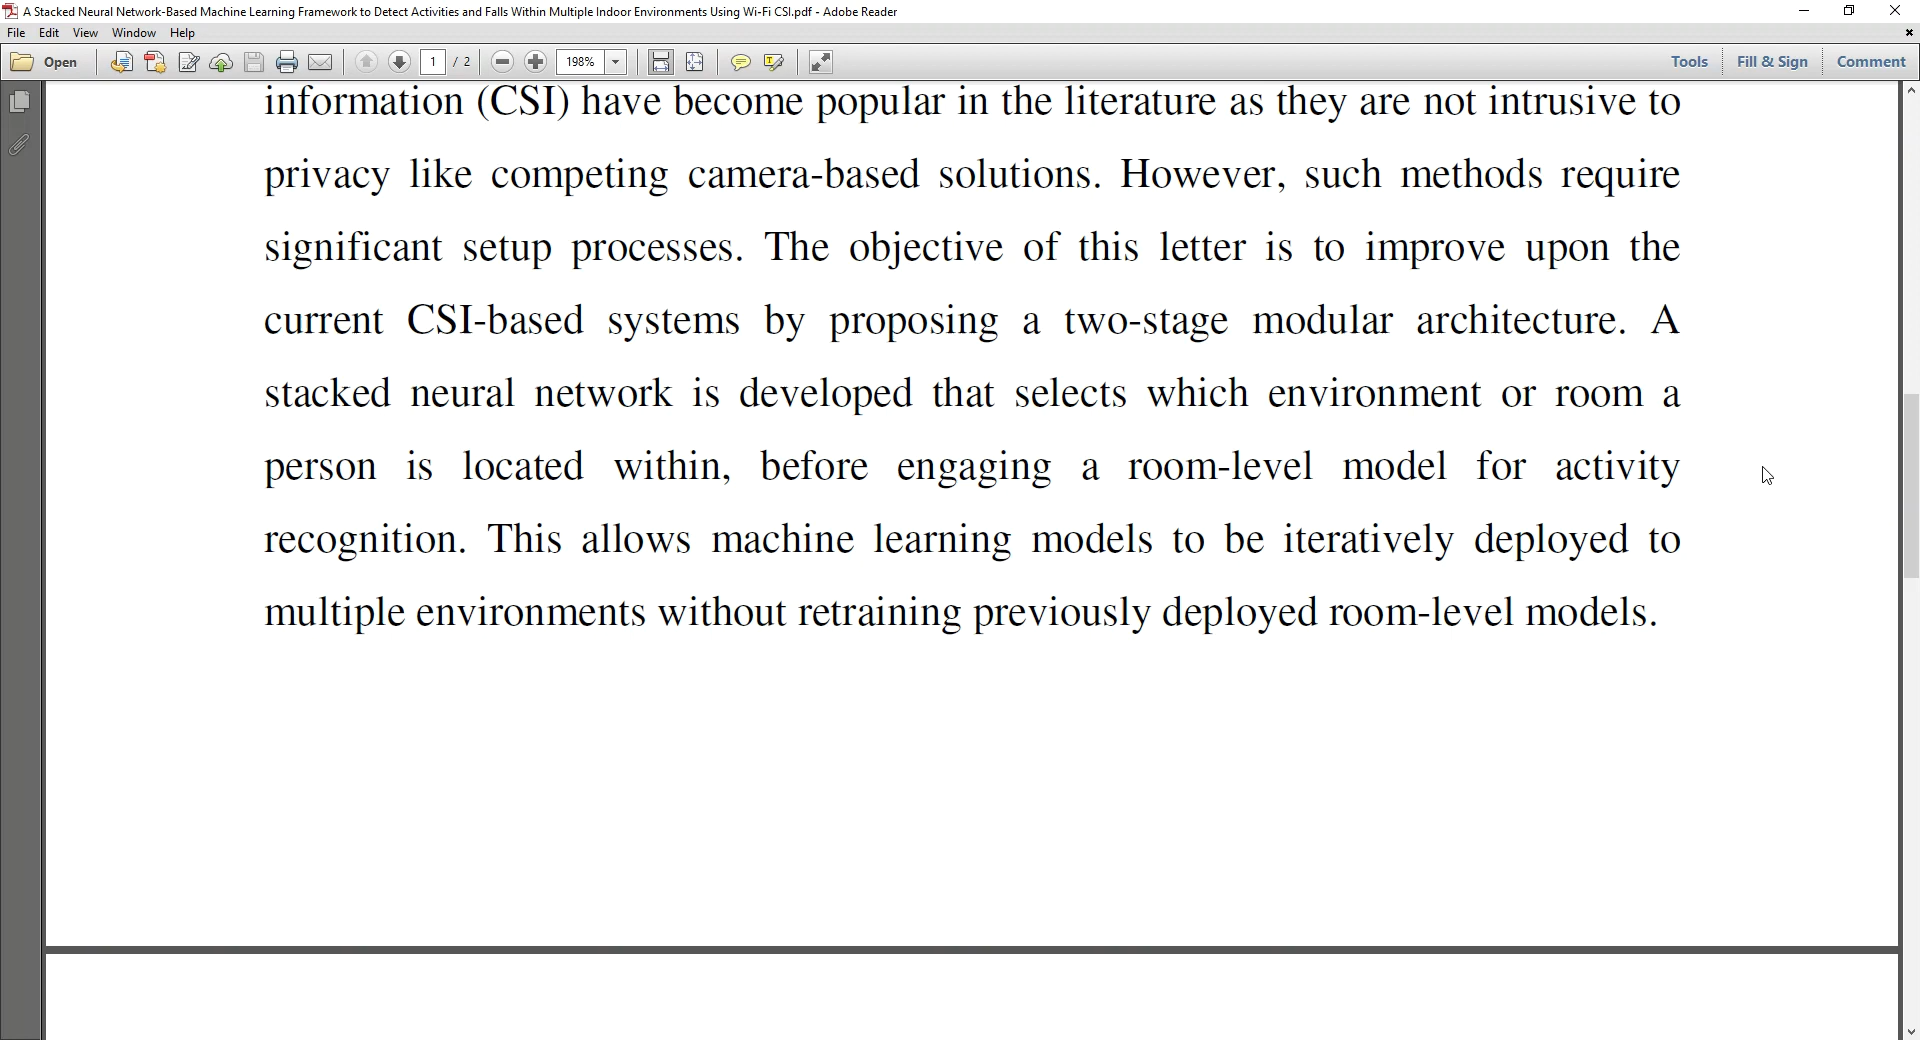 A Stacked Neural Network-Based Machine Learning Framework to Detect Activities and Falls Within Multiple Indoor Environments Using Wi-Fi CSI.pdf - Adobe Reader
File Edit View Window Help
Open 1 / 2 198% Tools Fill & Sign Comment
information (CSI) have become popular in the literature as they are not intrusive to
privacy like competing camera-based solutions. However, such methods require
significant setup processes. The objective of this letter is to improve upon the
current CSI-based systems by proposing a two-stage modular architecture. A
stacked neural network is developed that selects which environment or room a
person is located within, before engaging a room-level model for activity
recognition. This allows machine learning models to be iteratively deployed to
multiple environments without retraining previously deployed room-level models.